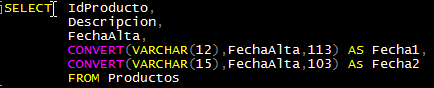 SELECT IdProducto,
Descripcion,
FechaAlta,
CONVERT(VARCHAR(12),FechaAlta,113) AS Fecha1,
CONVERT(VARCHAR(15),FechaAlta,103) AS Fecha2
FROM Productos